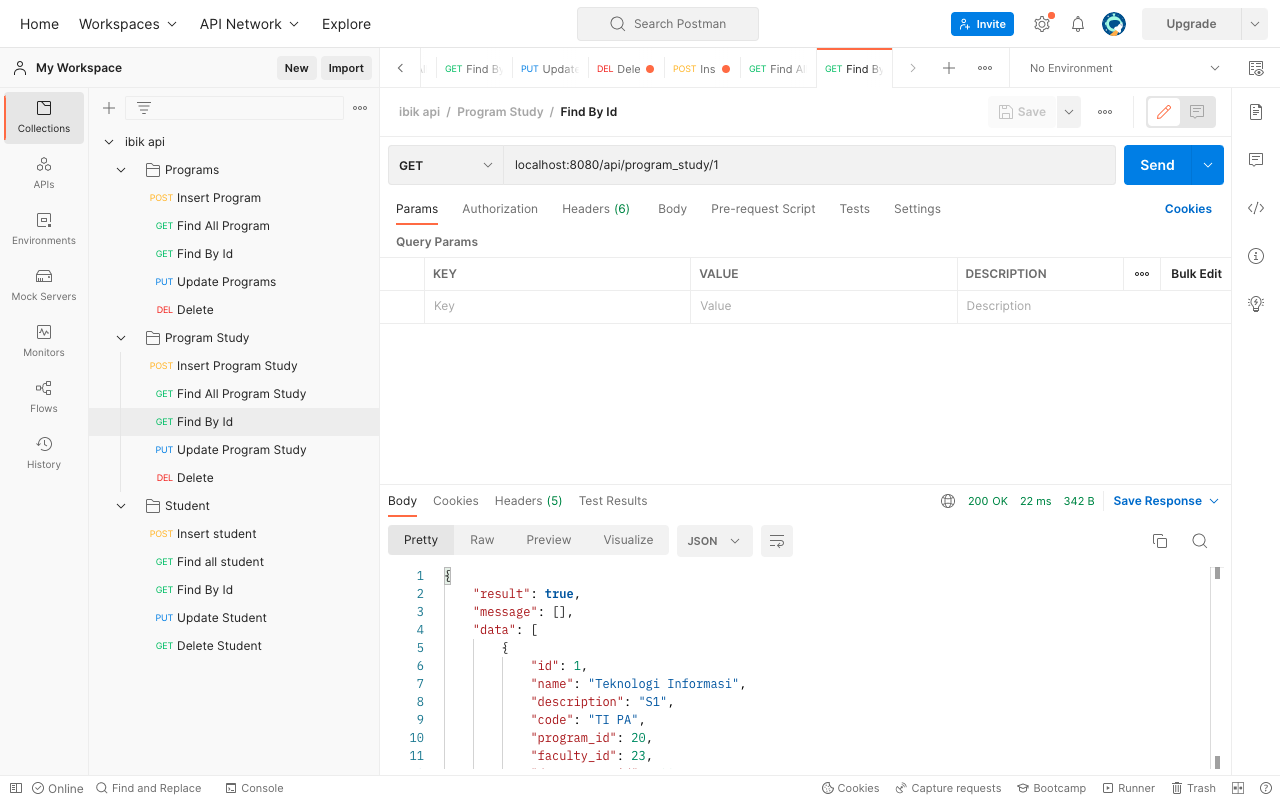 Home Workspaces API Network Explore Search Postman Invite Upgrade
My Workspace New Import
GET Find By PUT Update DEL Dele POST Ins GET Find Al GET Find By No Environment
Collections
APIs
Environments
Mock Servers
Monitors
Flows
History
ibik api
Programs
POST Insert Program
GET Find All Program
GET Find By Id
PUT Update Programs
DEL Delete
Program Study
POST Insert Program Study
GET Find All Program Study
GET Find By Id
PUT Update Program Study
DEL Delete
Student
POST Insert student
GET Find all student
GET Find By Id
PUT Update Student
GET Delete Student
ibik api / Program Study / Find By Id Save
GET localhost:8080/api/program_study/1 Send
Params Authorization Headers (6) Body Pre-request Script Tests Settings Cookies
Query Params
KEY VALUE DESCRIPTION Bulk Edit
Key Value Description
Body Cookies Headers (5) Test Results 200 OK 22 ms 342 B Save Response
Pretty Raw Preview Visualize JSON
1 {
2 "result": true,
3 "message": [],
4 "data": [
5 {
6 "id": 1,
7 "name": "Teknologi Informasi",
8 "description": "S1",
9 "code": "TI PA",
10 "program_id": 20,
11 "faculty_id": 23,
Online Find and Replace Console Cookies Capture requests Bootcamp Runner Trash